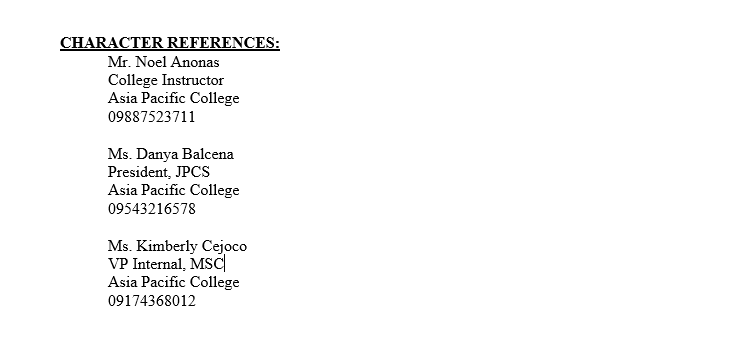 CHARACTER REFERENCES:
Mr. Noel Anonas
College Instructor
Asia Pacific College
09887523711
Ms. Danya Balcena
President, JPCS
Asia Pacific College
09543216578
Ms. Kimberly Cejoco
VP Internal, MSC
Asia Pacific College
09174368012